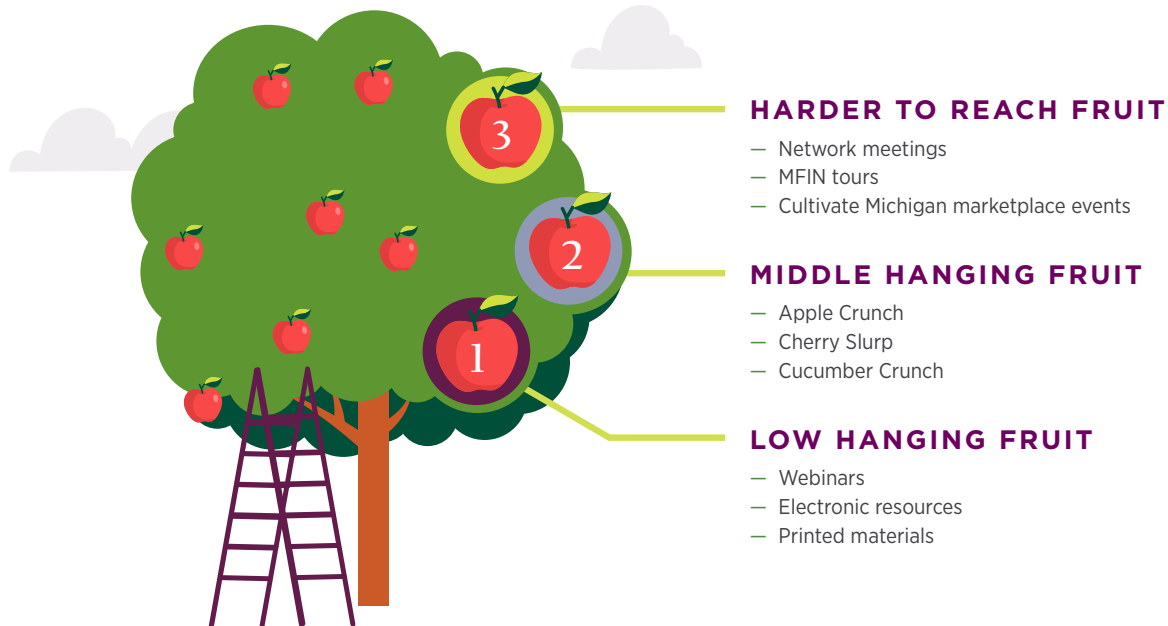 3
HARDER TO REACH FRUIT
— Network meetings
— MFIN tours
— Cultivate Michigan marketplace events
2
MIDDLE HANGING FRUIT
— Apple Crunch
— Cherry Slurp
— Cucumber Crunch
1
LOW HANGING FRUIT
— Webinars
— Electronic resources
— Printed materials